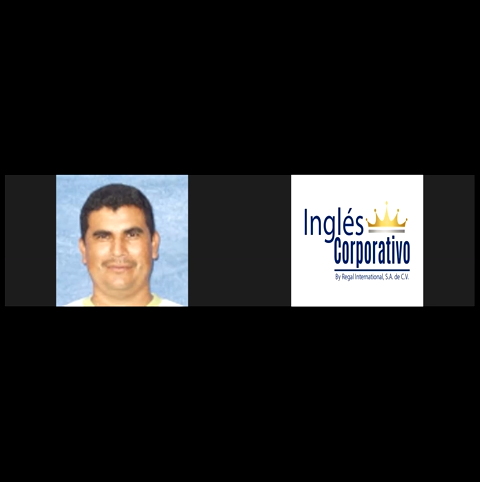 Inglés
Corporativo
By Regal International, S.A. de C.V.